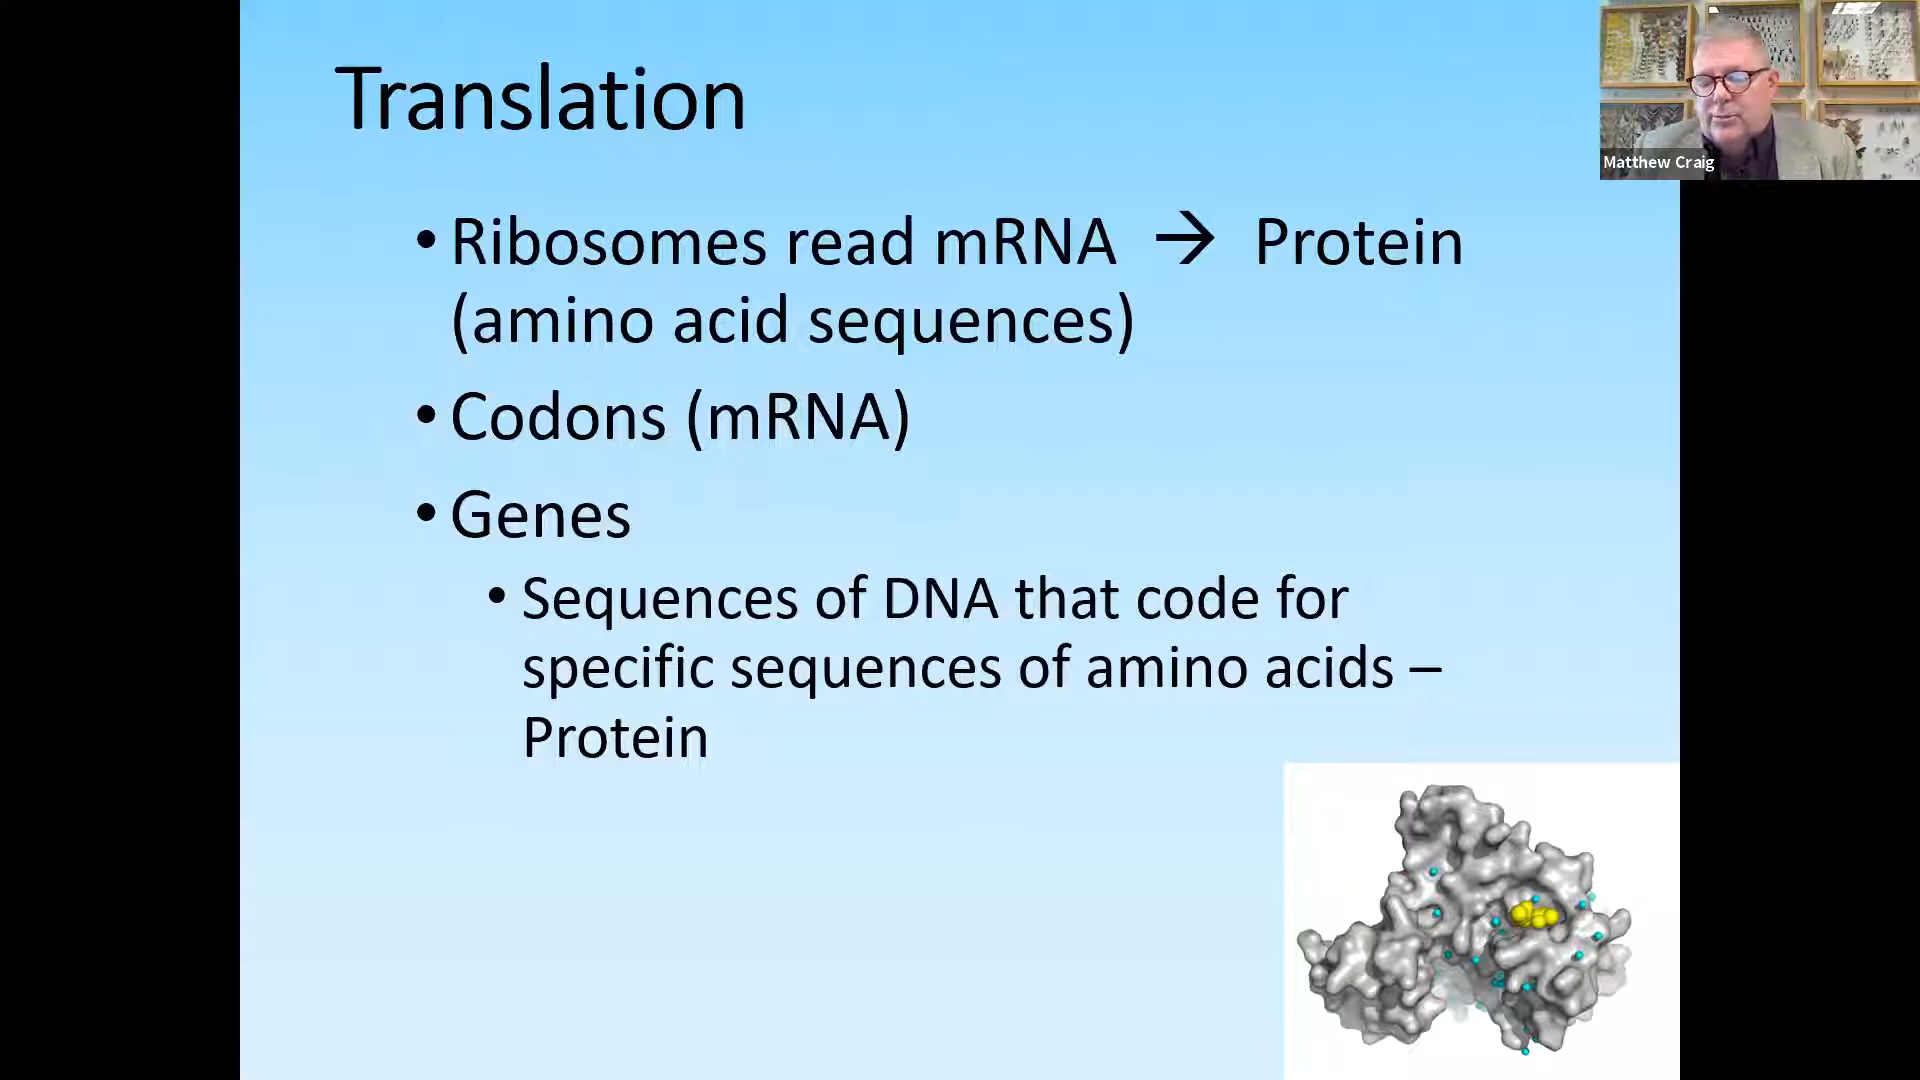 Translation
• Ribosomes read mRNA → Protein
(amino acid sequences)
• Codons (mRNA)
• Genes
• Sequences of DNA that code for
specific sequences of amino acids –
Protein
Matthew Craig